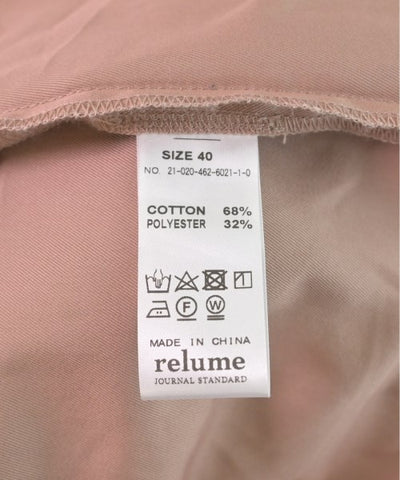 SIZE 40
NO. 21-020-462-6021-1-0
COTTON 68%
POLYESTER 32%
F W
MADE IN CHINA
relume
JOURNAL STANDARD